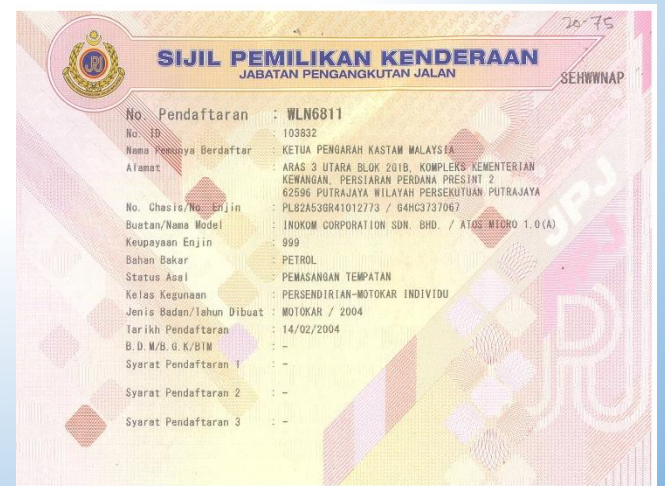 20-75
SIJIL PEMILIKAN KENDERAAN
JABATAN PENGANGKUTAN JALAN
SEHWWNAP
No. Pendaftaran : WLN6811
No. ID : 103832
Nama Pemunya Berdaftar : KETUA PENGARAH KASTAM MALAYSIA
Alamat : ARAS 3 UTARA BLOK 201B, KOMPLEKS KEMENTERIAN
KEWANGAN, PERSIARAN PERDANA PRESINT 2
62596 PUTRAJAYA WILAYAH PERSEKUTUAN PUTRAJAYA
No. Chasis/No. Enjin : PL82A53GR41012773 / G4HC3737067
Buatan/Nama Model : INOKOM CORPORATION SDN. BHD. / ATOS MICRO 1.0(A)
Keupayaan Enjin : 999
Bahan Bakar : PETROL
Status Asal : PEMASANGAN TEMPATAN
Kelas Kegunaan : PERSENDIRIAN-MOTOKAR INDIVIDU
Jenis Badan/Tahun Dibuat : MOTOKAR / 2004
Tarikh Pendaftaran : 14/02/2004
B.D.M/B.G.K/BTM : -
Syarat Pendaftaran 1 : -
Syarat Pendaftaran 2 : -
Syarat Pendaftaran 3 : -
JPJ